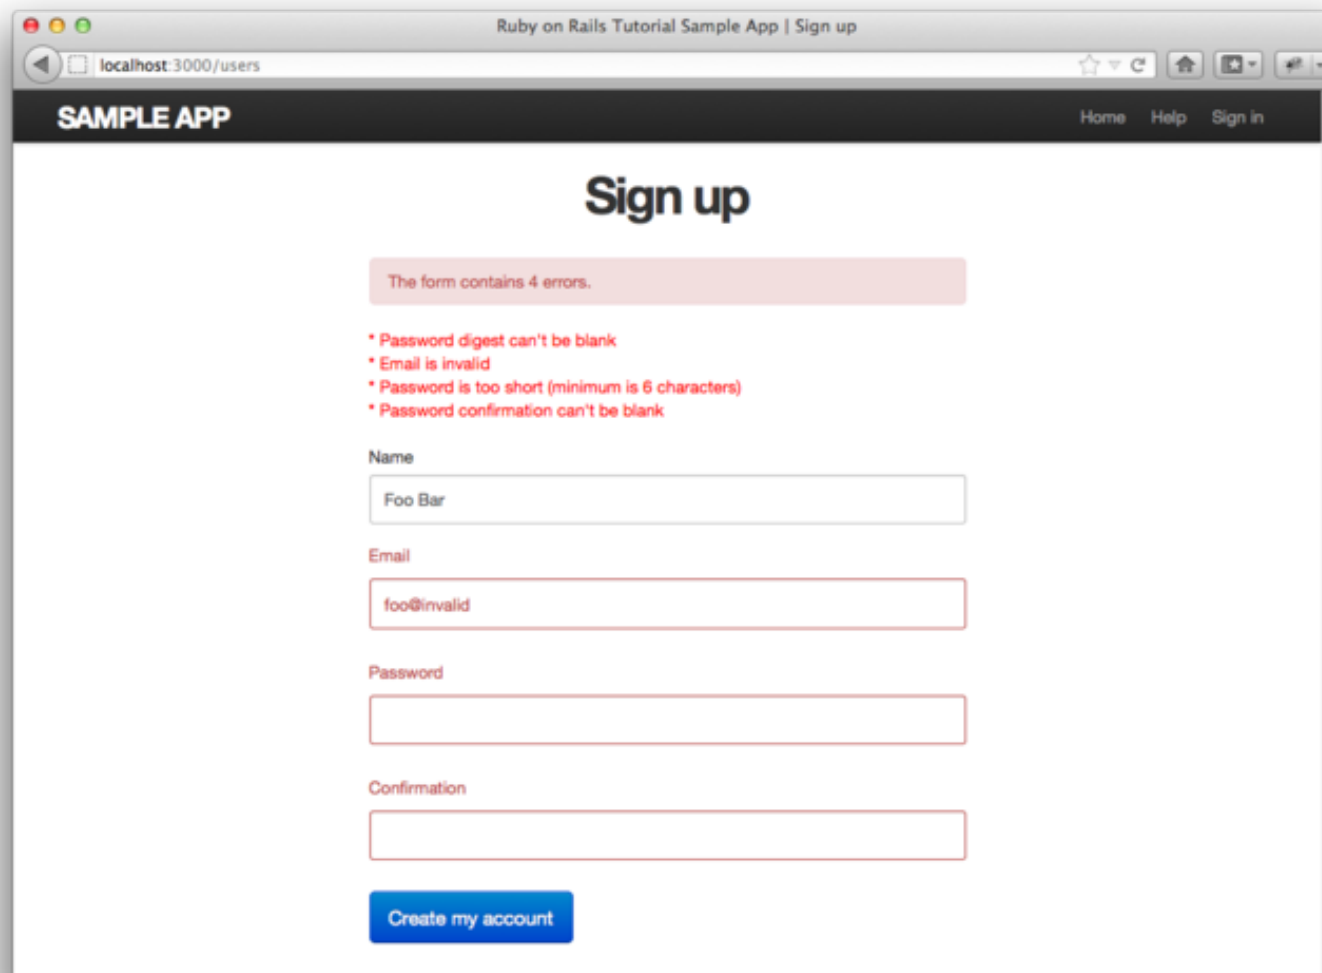 Ruby on Rails Tutorial Sample App | Sign up
localhost:3000/users
SAMPLE APP
Home Help Sign in
Sign up
The form contains 4 errors.
* Password digest can't be blank
* Email is invalid
* Password is too short (minimum is 6 characters)
* Password confirmation can't be blank
Name
Foo Bar
Email
foo@invalid
Password
Confirmation
Create my account